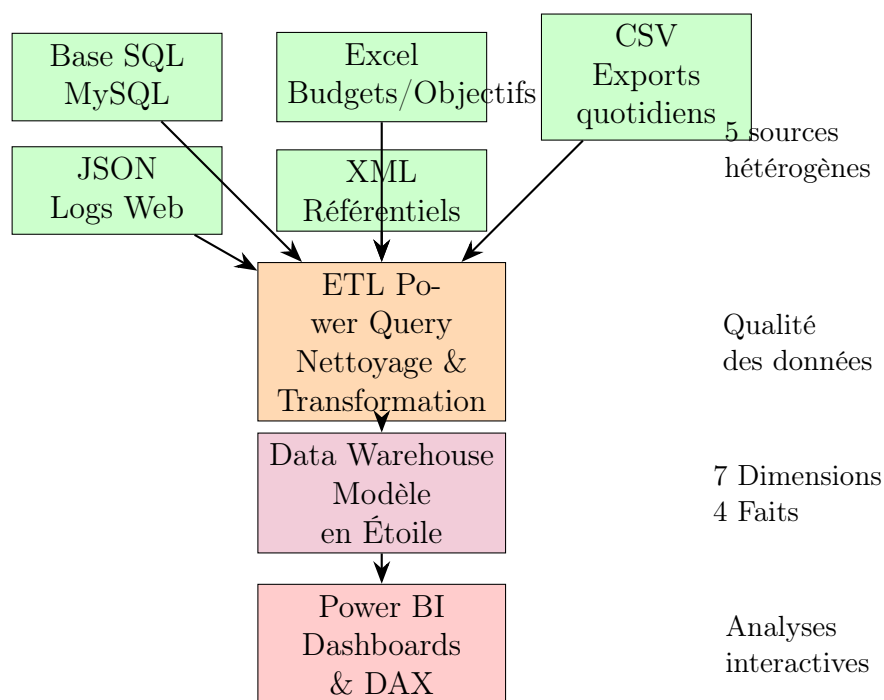 Base SQL
MySQL
Excel
Budgets/Objectifs
CSV
Exports
quotidiens
5 sources
hétérogènes
JSON
Logs Web
XML
Référentiels
ETL Po-
wer Query
Nettoyage &
Transformation
Qualité
des données
Data Warehouse
Modèle
en Étoile
7 Dimensions
4 Faits
Power BI
Dashboards
& DAX
Analyses
interactives